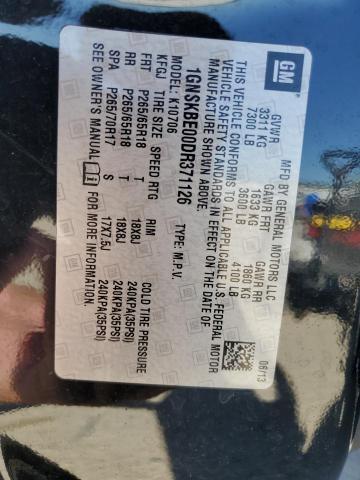 GM
MFD BY GENERAL MOTORS LLC
06/13
GVWR GAWR FRT GAWR RR
3311 KG 1633 KG 1860 KG
7300 LB 3600 LB 4100 LB
THIS VEHICLE CONFORMS TO ALL APPLICABLE U.S. FEDERAL MOTOR
VEHICLE SAFETY STANDARDS IN EFFECT ON THE DATE OF
MANUFACTURE SHOWN ABOVE.
1GNSKBE00DR371126 TYPE: M.P.V.
MODEL: K10706
KFGJ TIRE SIZE SPEED RTG RIM COLD TIRE PRESSURE
FRT P265/65R18 T 18X8J 240KPA(35PSI)
RR P265/65R18 T 18X8J 240KPA(35PSI)
SPA P265/70R17 S 17X7.5J 240KPA(35PSI)
SEE OWNER'S MANUAL FOR MORE INFORMATION.